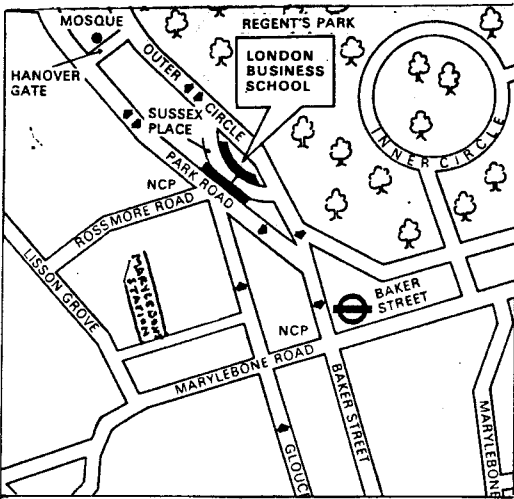 MOSQUE
REGENT'S PARK
HANOVER
GATE
OUTER CIRCLE
LONDON
BUSINESS
SCHOOL
SUSSEX
PLACE
INNER CIRCLE
NCP
PARK ROAD
ROSSMORE ROAD
LISSON GROVE
MARYLEBONE
STATION
BAKER
STREET
NCP
MARYLEBONE ROAD
BAKER STREET
GLOUC
MARYLEBONE